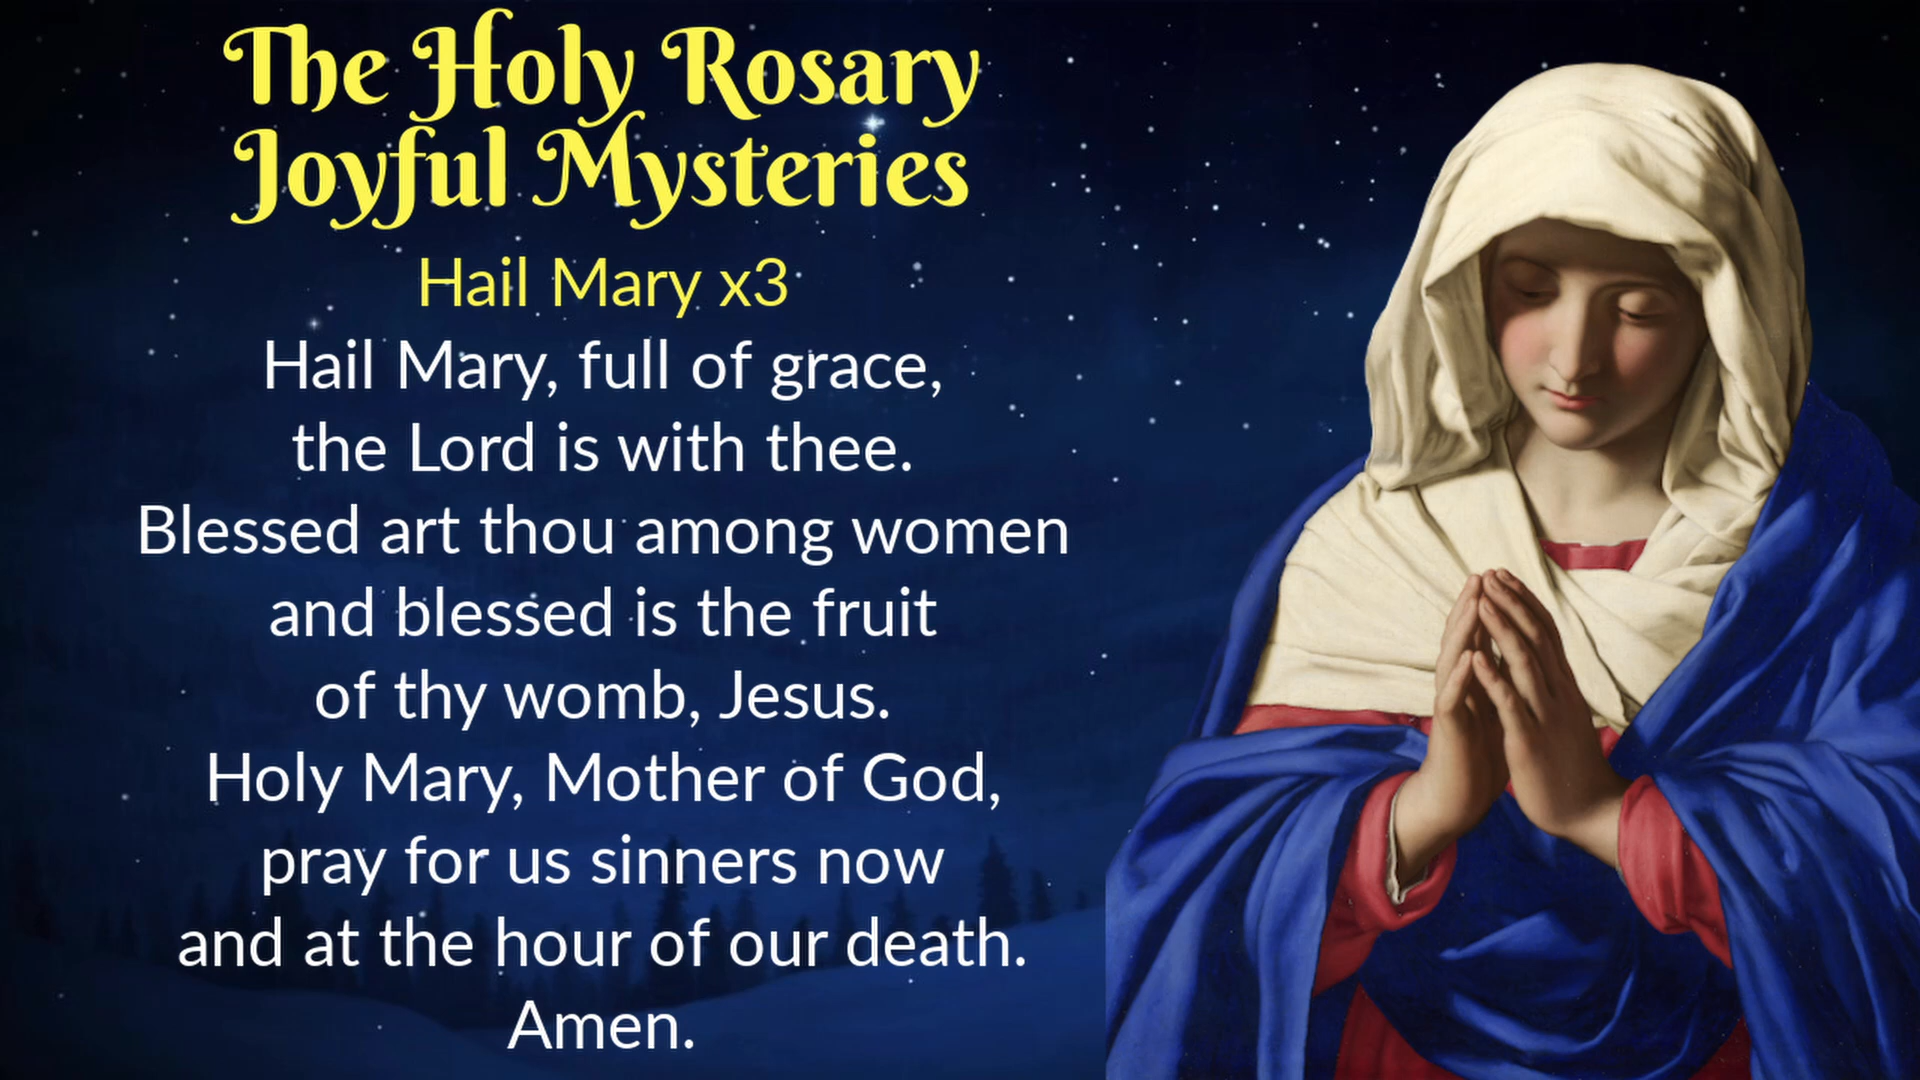 The Holy Rosary
Joyful Mysteries
Hail Mary x3
Hail Mary, full of grace,
the Lord is with thee.
Blessed art thou among women
and blessed is the fruit
of thy womb, Jesus.
Holy Mary, Mother of God,
pray for us sinners now
and at the hour of our death.
Amen.